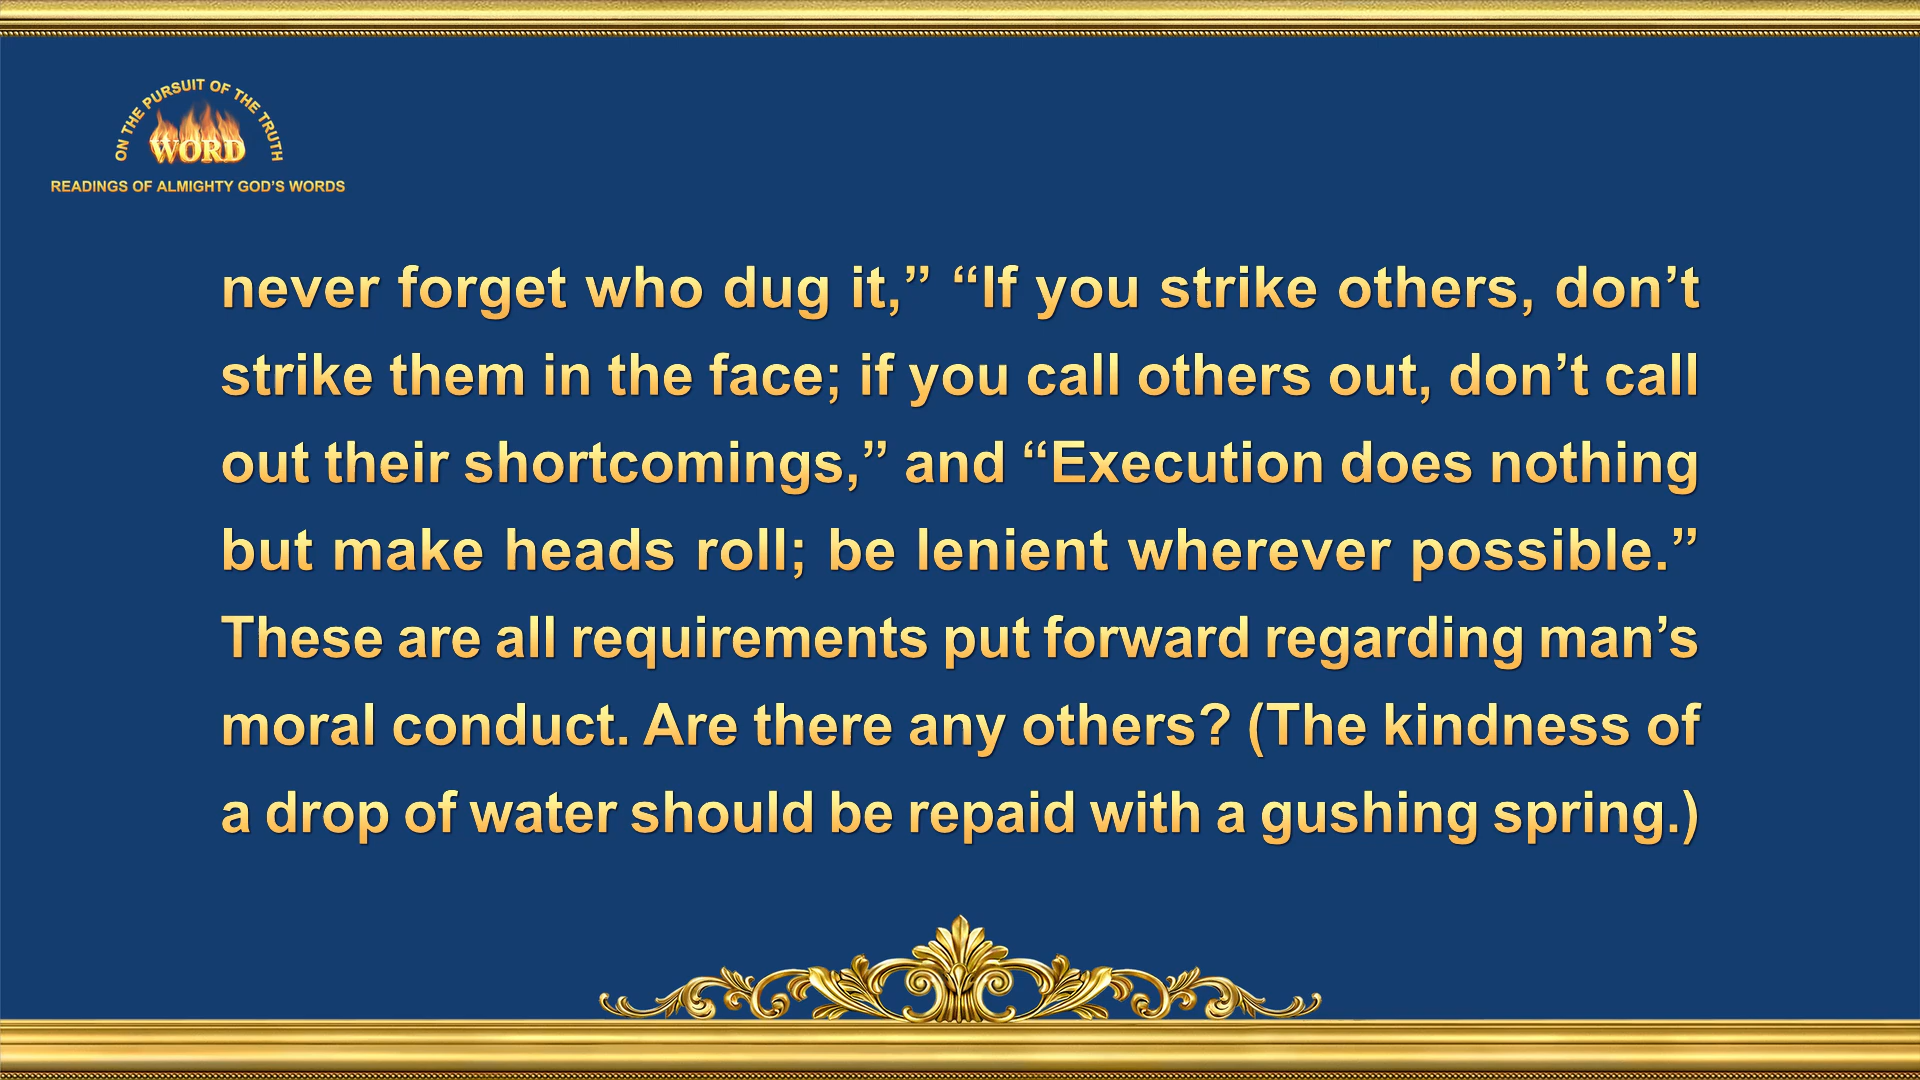 ON THE PURSUIT OF THE TRUTH
WORD
READINGS OF ALMIGHTY GOD’S WORDS
never forget who dug it,” “If you strike others, don’t
strike them in the face; if you call others out, don’t call
out their shortcomings,” and “Execution does nothing
but make heads roll; be lenient wherever possible.”
These are all requirements put forward regarding man’s
moral conduct. Are there any others? (The kindness of
a drop of water should be repaid with a gushing spring.)